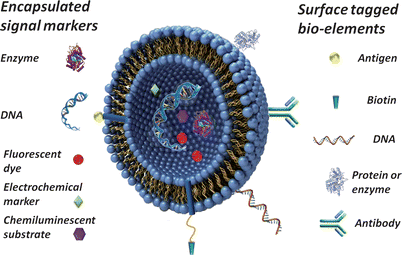 Encapsulated
signal markers
Enzyme
DNA
Fluorescent
dye
Electrochemical
marker
Chemiluminescent
substrate
Surface tagged
bio-elements
Antigen
Biotin
DNA
Protein or
enzyme
Antibody